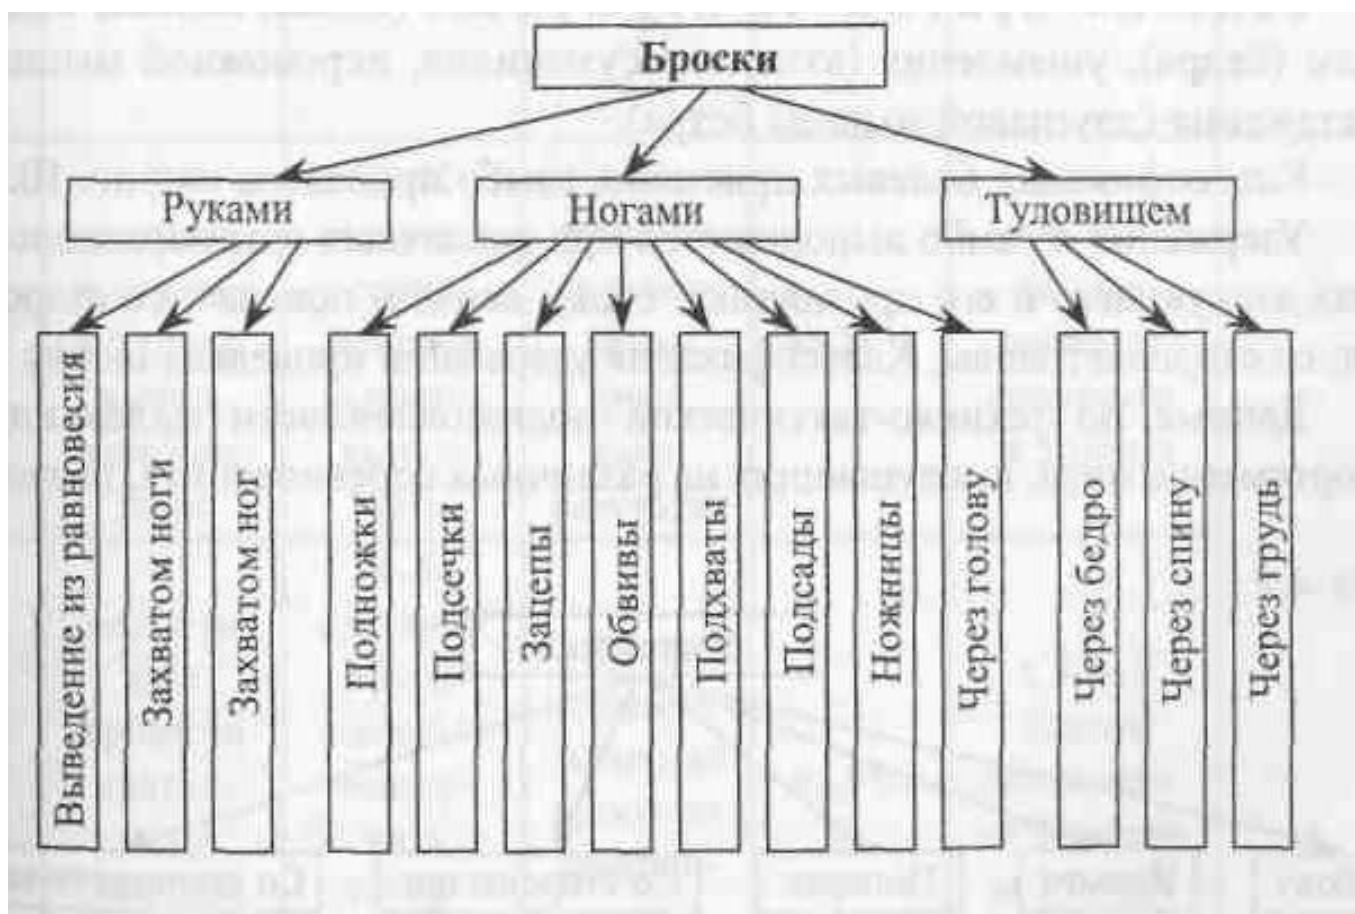 Броски
Руками
Ногами
Туловищем
Выведение из равновесия
Захватом ноги
Захватом ног
Подножки
Подсечки
Зацепы
Обвивы
Подхваты
Подсады
Ножницы
Через голову
Через бедро
Через спину
Через грудь